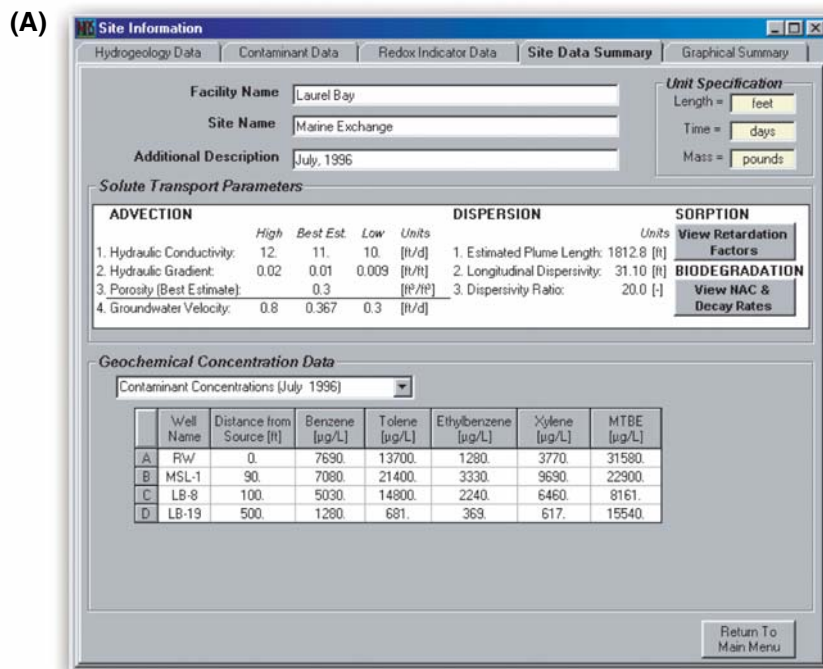 (A)
NAS Site Information
Hydrogeology Data Contaminant Data Redox Indicator Data Site Data Summary Graphical Summary
Facility Name Laurel Bay
Site Name Marine Exchange
Additional Description July, 1996
Unit Specification
Length = feet
Time = days
Mass = pounds
Solute Transport Parameters
ADVECTION
High Best Est. Low Units
1. Hydraulic Conductivity: 12. 11. 10. [ft/d]
2. Hydraulic Gradient: 0.02 0.01 0.009 [ft/ft]
3. Porosity (Best Estimate): 0.3 [ft³/ft³]
4. Groundwater Velocity: 0.8 0.367 0.3 [ft/d]
DISPERSION
Units
1. Estimated Plume Length: 1812.8 [ft]
2. Longitudinal Dispersivity: 31.10 [ft]
3. Dispersivity Ratio: 20.0 [-]
SORPTION
View Retardation
Factors
BIODEGRADATION
View NAC &
Decay Rates
Geochemical Concentration Data
Contaminant Concentrations (July 1996)
Well Name Distance from Source [ft] Benzene [µg/L] Tolene [µg/L] Ethylbenzene [µg/L] Xylene [µg/L] MTBE [µg/L]
A RW 0. 7690. 13700. 1280. 3770. 31580.
B MSL-1 90. 7080. 21400. 3330. 9690. 22900.
C LB-8 100. 5030. 14800. 2240. 6460. 8161.
D LB-19 500. 1280. 681. 369. 617. 15540.
Return To
Main Menu